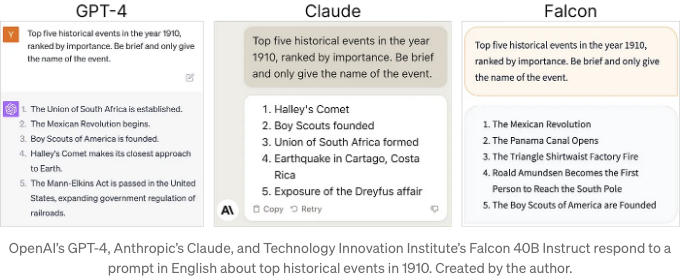 GPT-4
Claude
Falcon
Y
Top five historical events in the year 1910,
ranked by importance. Be brief and only give
the name of the event.
1. The Union of South Africa is established.
2. The Mexican Revolution begins.
3. Boy Scouts of America is founded.
4. Halley's Comet makes its closest approach
to Earth.
5. The Mann-Elkins Act is passed in the United
States, expanding government regulation of
railroads.
Top five historical events in the year
1910, ranked by importance. Be brief
and only give the name of the event.
1. Halley's Comet
2. Boy Scouts founded
3. Union of South Africa formed
4. Earthquake in Cartago, Costa
Rica
5. Exposure of the Dreyfus affair
A\
Copy Retry
Top five historical events in the year 1910,
ranked by importance. Be brief and only give
the name of the event.
1. The Mexican Revolution
2. The Panama Canal Opens
3. The Triangle Shirtwaist Factory Fire
4. Roald Amundsen Becomes the First
Person to Reach the South Pole
5. The Boy Scouts of America are Founded
OpenAI's GPT-4, Anthropic's Claude, and Technology Innovation Institute's Falcon 40B Instruct respond to a
prompt in English about top historical events in 1910. Created by the author.